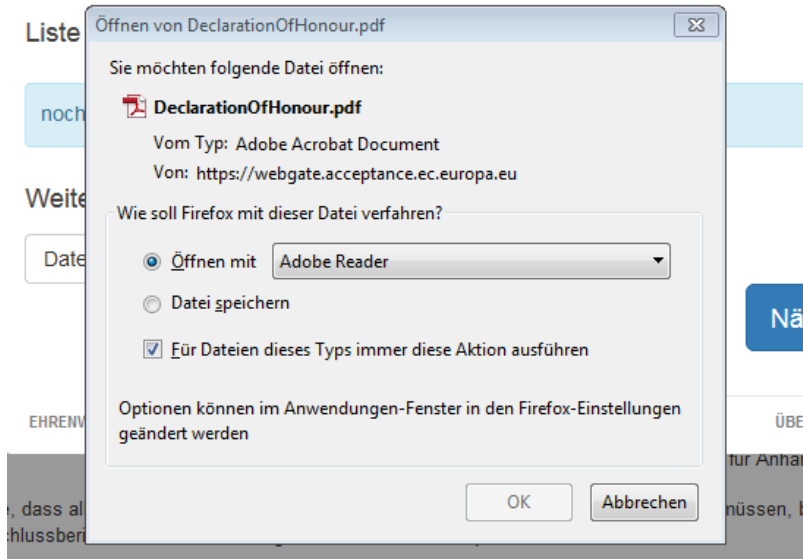 Öffnen von DeclarationOfHonour.pdf
Liste
Sie möchten folgende Datei öffnen:
DeclarationOfHonour.pdf
noch
Vom Typ: Adobe Acrobat Document
Von: https://webgate.acceptance.ec.europa.eu
Weite
Wie soll Firefox mit dieser Datei verfahren?
Date
Öffnen mit Adobe Reader
Datei speichern
Nä
Für Dateien dieses Typs immer diese Aktion ausführen
Optionen können im Anwendungen-Fenster in den Firefox-Einstellungen
geändert werden
EHRENW
ÜBE
für Anhan
OK Abbrechen
, dass al
müssen, b
chlussberi